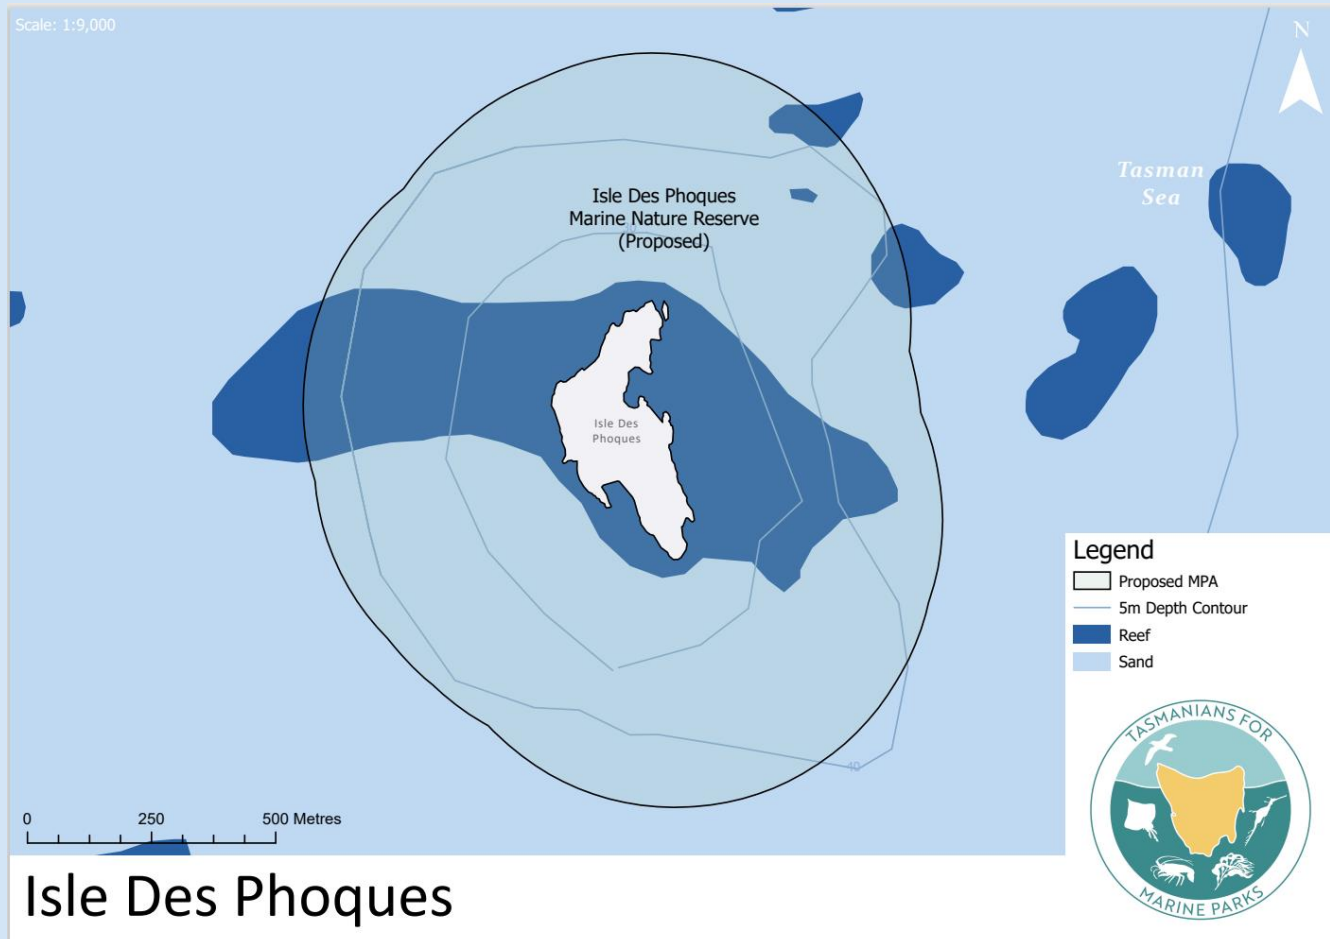 Scale: 1:9,000
N
Tasman
Sea
Isle Des Phoques
Marine Nature Reserve
(Proposed)
Isle Des
Phoques
40
Legend
Proposed MPA
5m Depth Contour
Reef
Sand
0 250 500 Metres
TASMANIANS FOR
MARINE PARKS
Isle Des Phoques